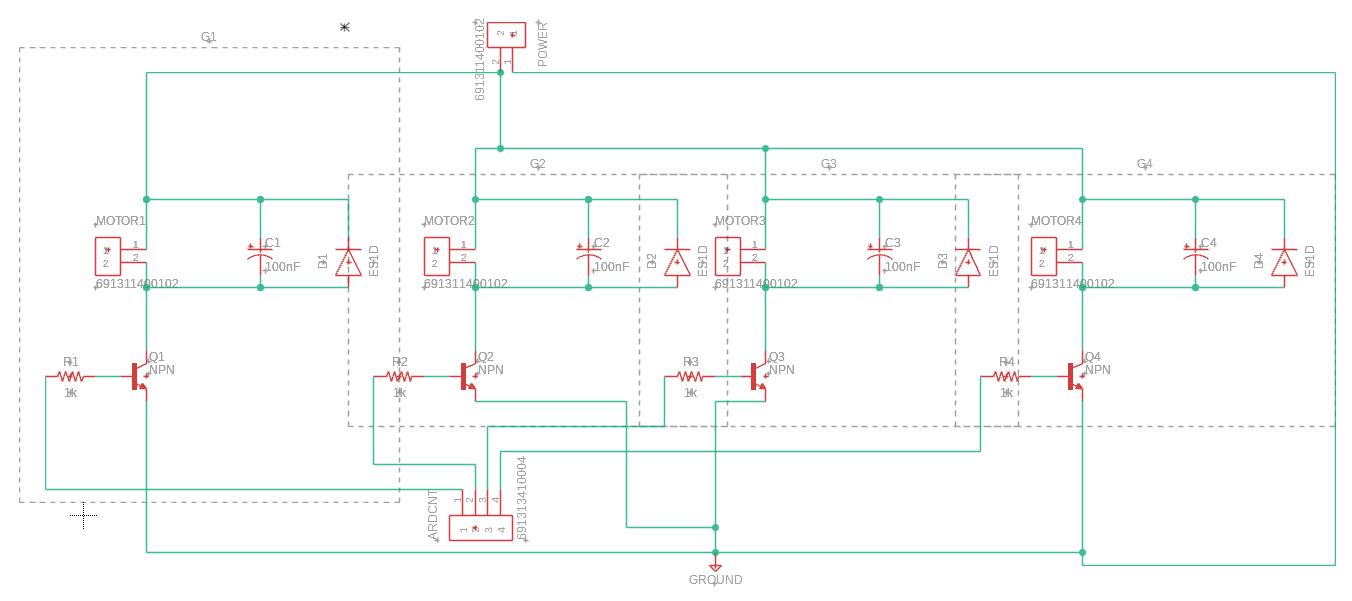 G1
691311400102
2 1
2 1
POWER
G2
G3
G4
MOTOR1
1
2
1
2
691311400102
C1
100nF
D1
ES1D
MOTOR2
1
2
1
2
691311400102
C2
100nF
D2
ES1D
MOTOR3
1
2
1
2
691311400102
C3
100nF
D3
ES1D
MOTOR4
1
2
1
2
691311400102
C4
100nF
D4
ES1D
R1
1k
Q1
NPN
R2
1k
Q2
NPN
R3
1k
Q3
NPN
R4
1k
Q4
NPN
ARDCNT
1 2 3 4
1 2 3 4
691313410004
GROUND